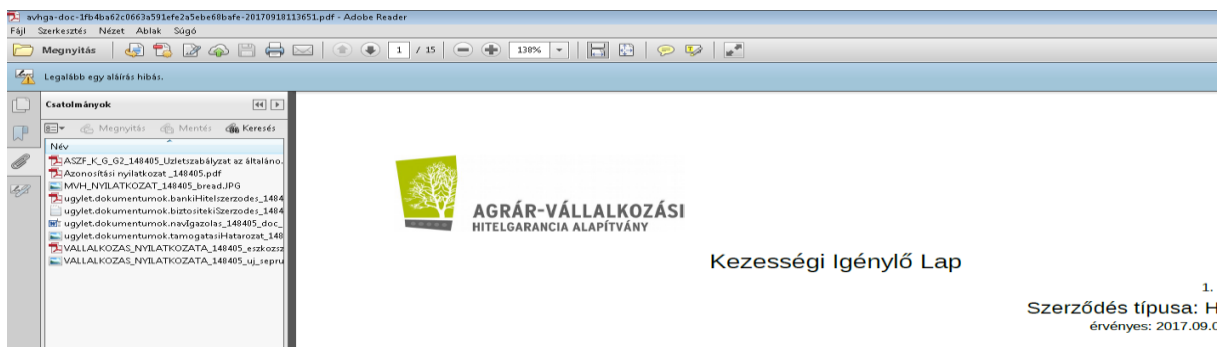 avhga-doc-1fb4ba62c0663a591efe2a5ebe68bafe-20170918113651.pdf - Adobe Reader
Fájl Szerkesztés Nézet Ablak Súgó
Megnyitás 1 / 15 138%
Legalább egy aláírás hibás.
Csatolmányok
Megnyitás Mentés Keresés
Név
ASZF_K_G_G2_148405_Uzletszabályzat az általáno.
Azonosítási nyilatkozat _148405.pdf
MVH_NYILATKOZAT_148405_bread.JPG
ugylet.dokumentumok.bankiHitelszerzodes_1484
ugylet.dokumentumok.biztositekiSzerzodes_1484
ugylet.dokumentumok.navIgazolas_148405_doc_
ugylet.dokumentumok.tamogatasiHatarozat_148
VALLALKOZAS_NYILATKOZATA_148405_eszkozsz
VALLALKOZAS_NYILATKOZATA_148405_uj_sepru
AGRÁR-VÁLLALKOZÁSI
HITELGARANCIA ALAPÍTVÁNY
Kezességi Igénylő Lap
1.
Szerződés típusa: H
érvényes: 2017.09.0